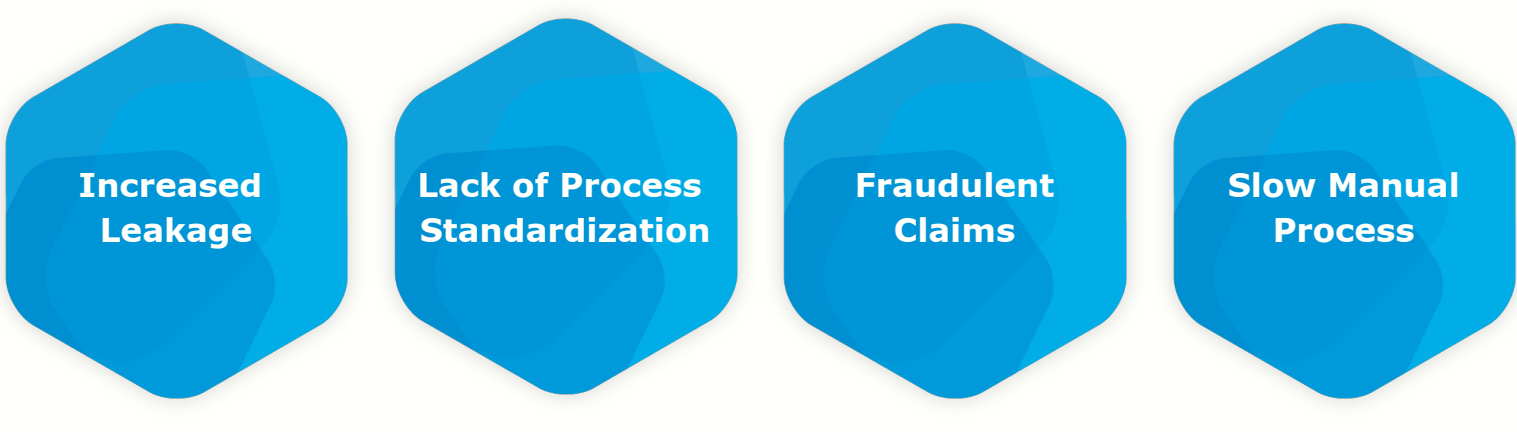 Increased
Leakage
Lack of Process
Standardization
Fraudulent
Claims
Slow Manual
Process